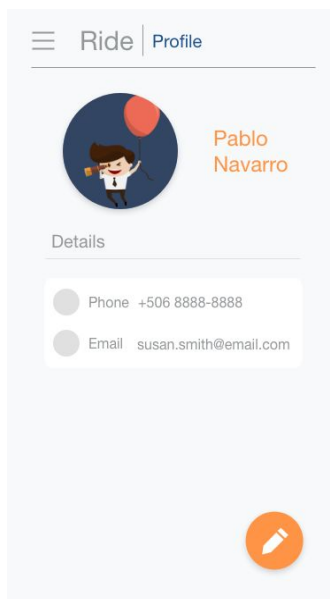 Ride Profile
Pablo
Navarro
Details
Phone +506 8888-8888
Email susan.smith@email.com